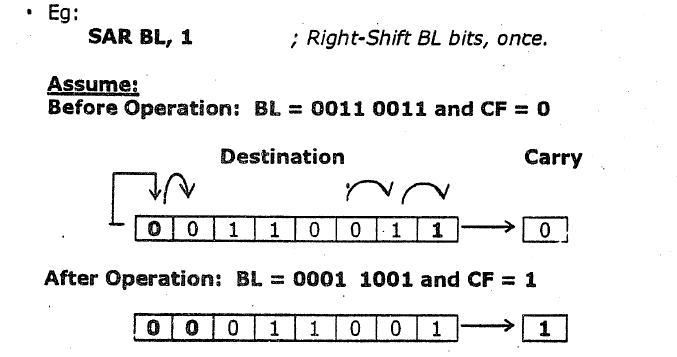 • Eg:
SAR BL, 1 ; Right-Shift BL bits, once.
Assume:
Before Operation: BL = 0011 0011 and CF = 0
Destination Carry
0 0 1 1 0 0 1 1 0
After Operation: BL = 0001 1001 and CF = 1
0 0 0 1 1 0 0 1 1